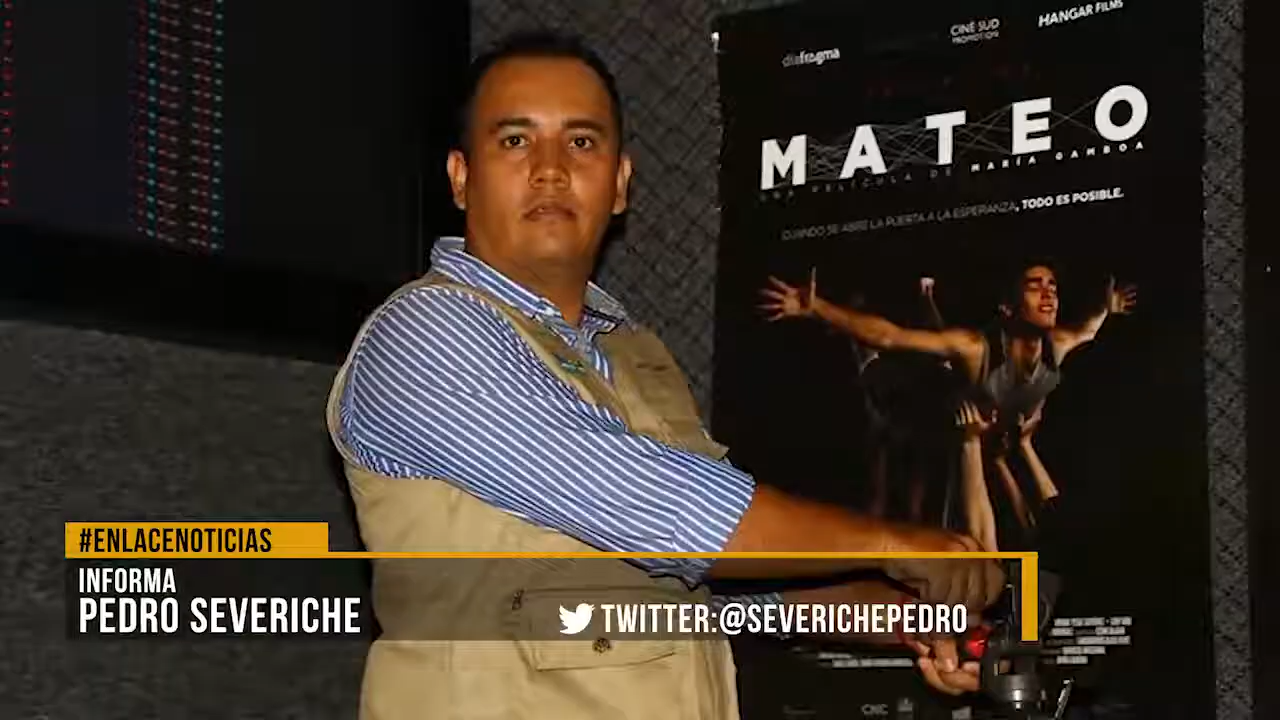 diafragma
CINÉ SUD
PROMOTION
HANGAR FILMS
MATEO
UNA PELÍCULA DE MARÍA GAMBOA
CUANDO SE ABRE LA PUERTA A LA ESPERANZA, TODO ES POSIBLE.
#ENLACENOTICIAS
INFORMA
PEDRO SEVERICHE
TWITTER:@SEVERICHEPEDRO
CNC